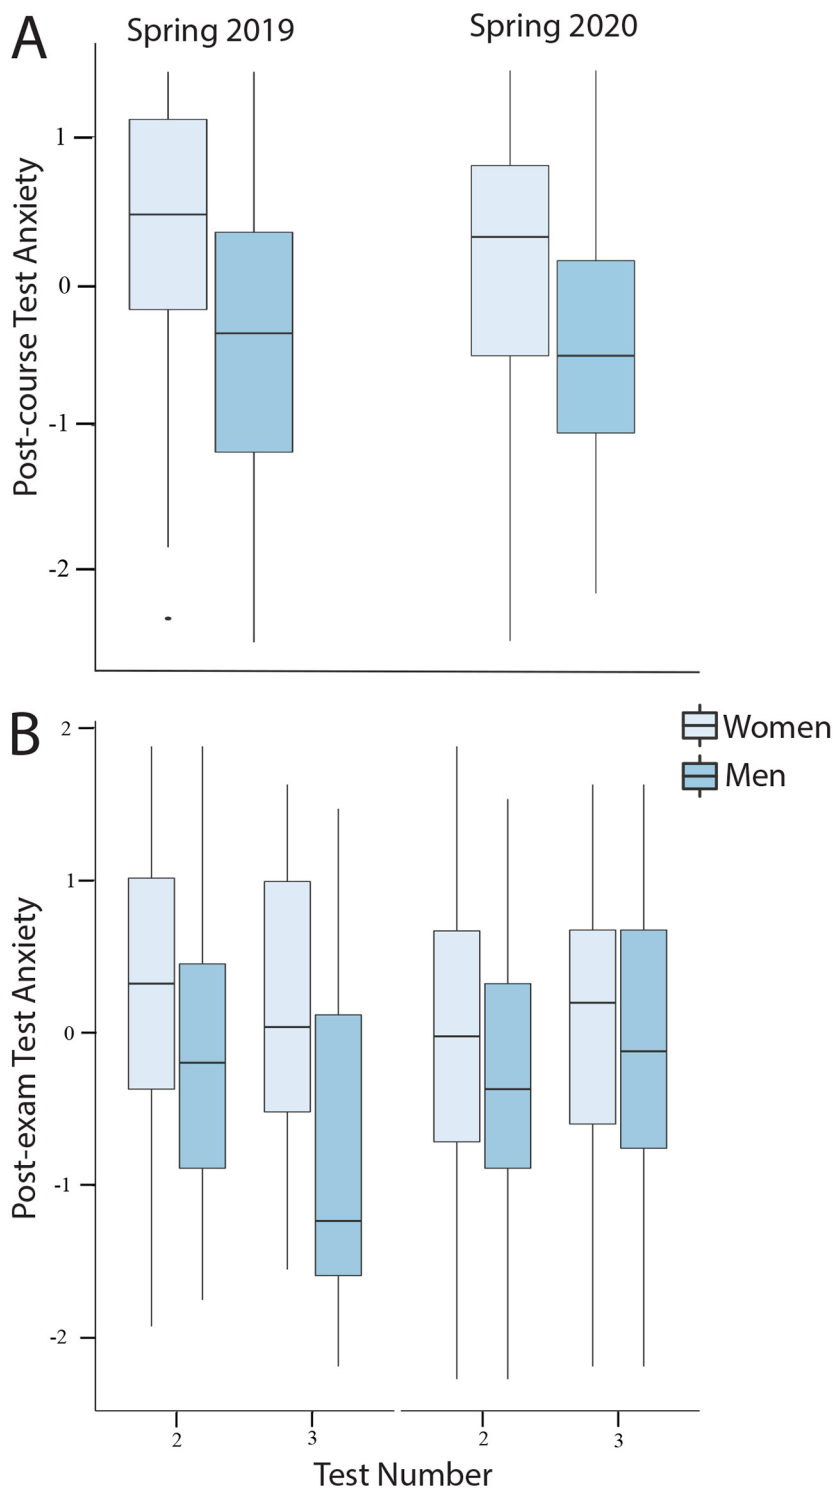 A
Spring 2019
Spring 2020
Post-course Test Anxiety
1
0
-1
-2
B
Women
Men
Post-exam Test Anxiety
2
1
0
-1
-2
2
3
2
3
Test Number